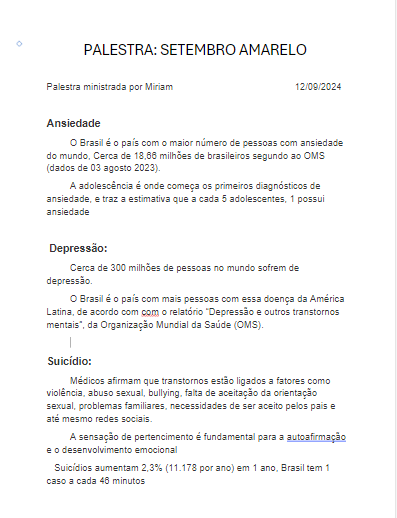 PALESTRA: SETEMBRO AMARELO
Palestra ministrada por Miriam 12/09/2024
Ansiedade
O Brasil é o país com o maior número de pessoas com ansiedade
do mundo, Cerca de 18,66 milhões de brasileiros segundo ao OMS
(dados de 03 agosto 2023).
A adolescência é onde começa os primeiros diagnósticos de
ansiedade, e traz a estimativa que a cada 5 adolescentes, 1 possui
ansiedade
Depressão:
Cerca de 300 milhões de pessoas no mundo sofrem de
depressão.
O Brasil é o país com mais pessoas com essa doença da América
Latina, de acordo com com o relatório “Depressão e outros transtornos
mentais”, da Organização Mundial da Saúde (OMS).
Suicídio:
Médicos afirmam que transtornos estão ligados a fatores como
violência, abuso sexual, bullying, falta de aceitação da orientação
sexual, problemas familiares, necessidades de ser aceito pelos pais e
até mesmo redes sociais.
A sensação de pertencimento é fundamental para a autoafirmação
e o desenvolvimento emocional
Suicídios aumentam 2,3% (11.178 por ano) em 1 ano, Brasil tem 1
caso a cada 46 minutos